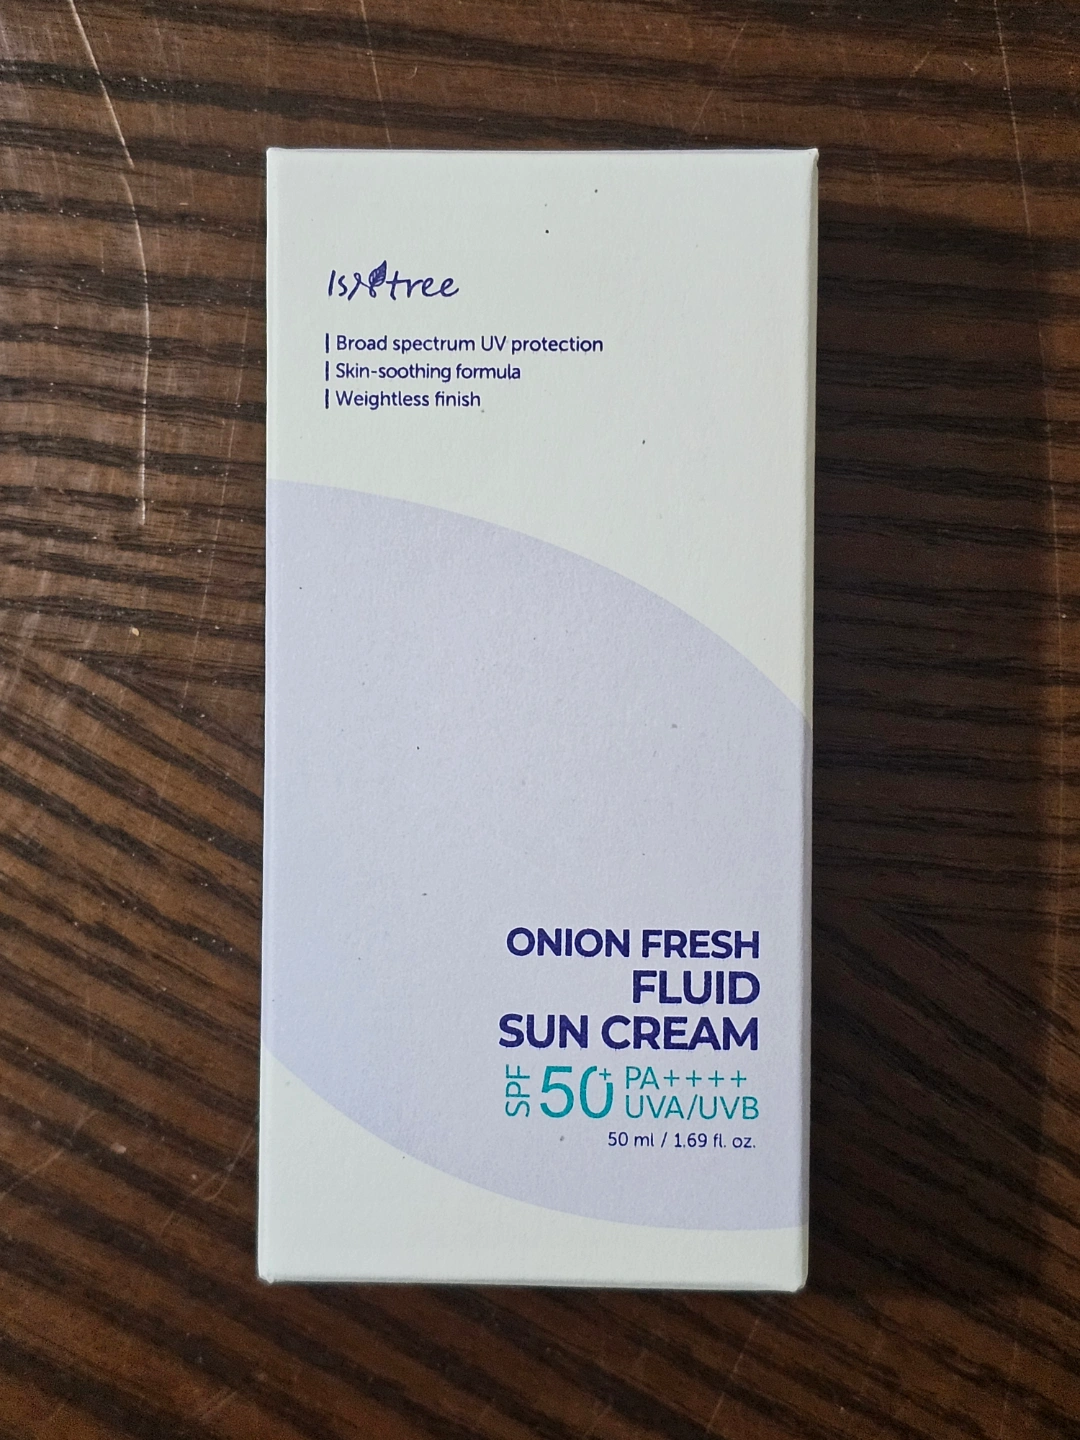 Isntree
Broad spectrum UV protection
Skin-soothing formula
Weightless finish
ONION FRESH
FLUID
SUN CREAM
SPF 50+ PA++++
UVA/UVB
50 ml / 1.69 fl. oz.